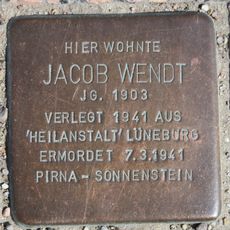 HIER WOHNTE
JACOB WENDT
JG. 1903
VERLEGT 1941 AUS
'HEILANSTALT' LÜNEBURG
ERMORDET 7.3.1941
PIRNA - SONNENSTEIN